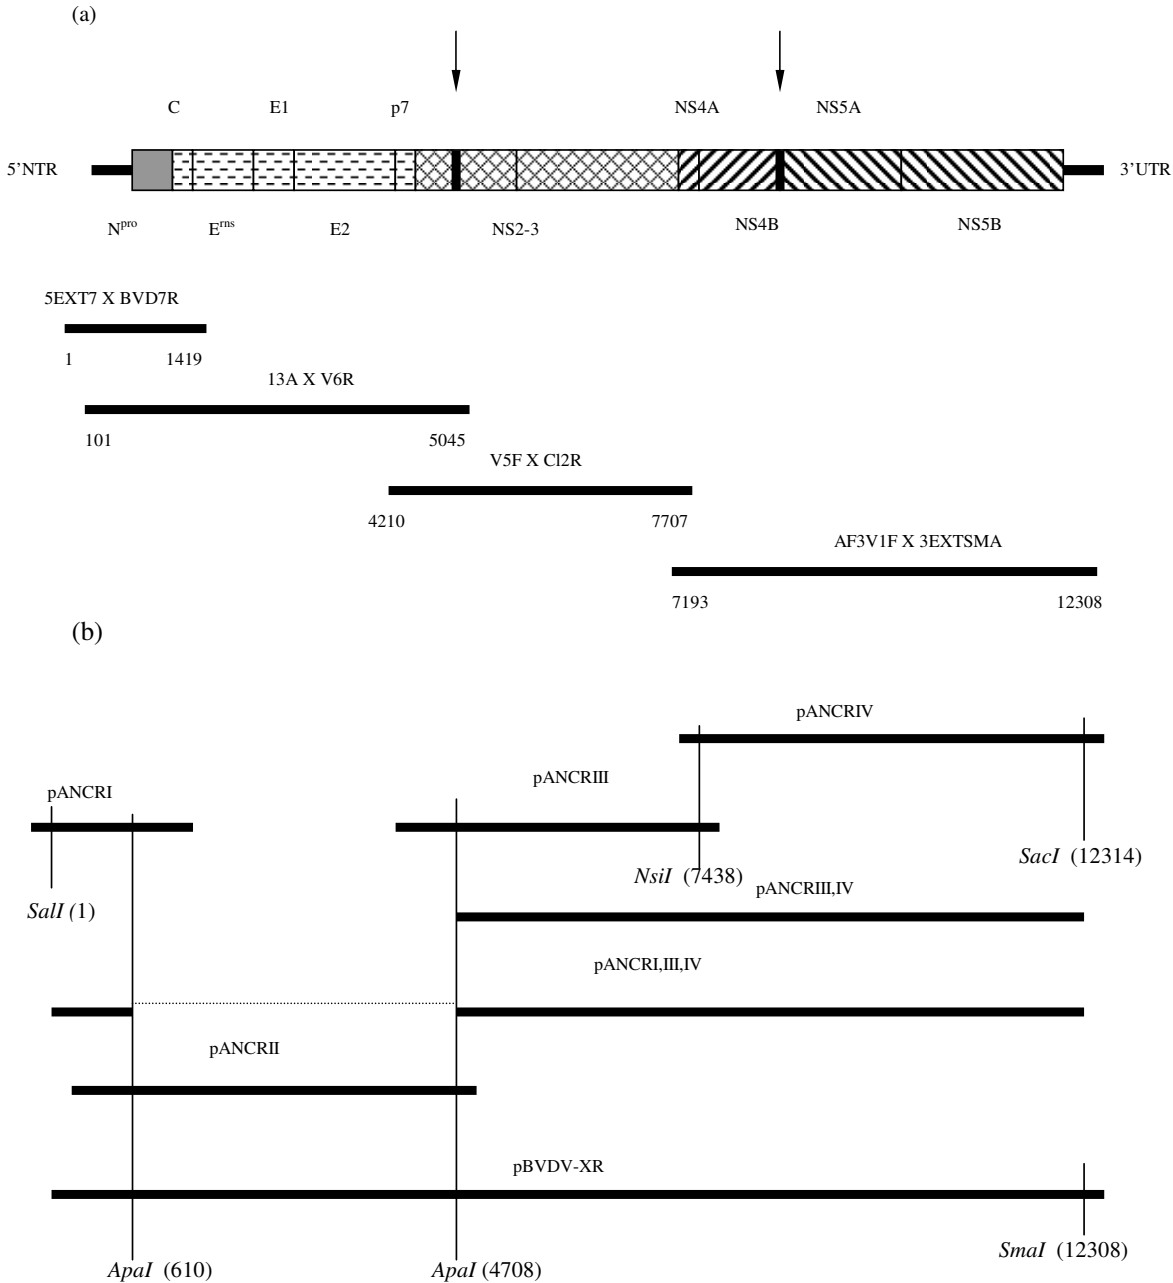 (a)
C E1 p7 NS4A NS5A
5’NTR 3’UTR
Npro Erns E2 NS2-3 NS4B NS5B
5EXT7 X BVD7R
1 1419
13A X V6R
101 5045
V5F X Cl2R
4210 7707
AF3V1F X 3EXTSMA
7193 12308
(b)
pANCRIV
pANCRIII
pANCRI
SacI (12314)
NsiI (7438)
pANCRIII,IV
SalI (1)
pANCRI,III,IV
pANCRII
pBVDV-XR
SmaI (12308)
ApaI (610) ApaI (4708)